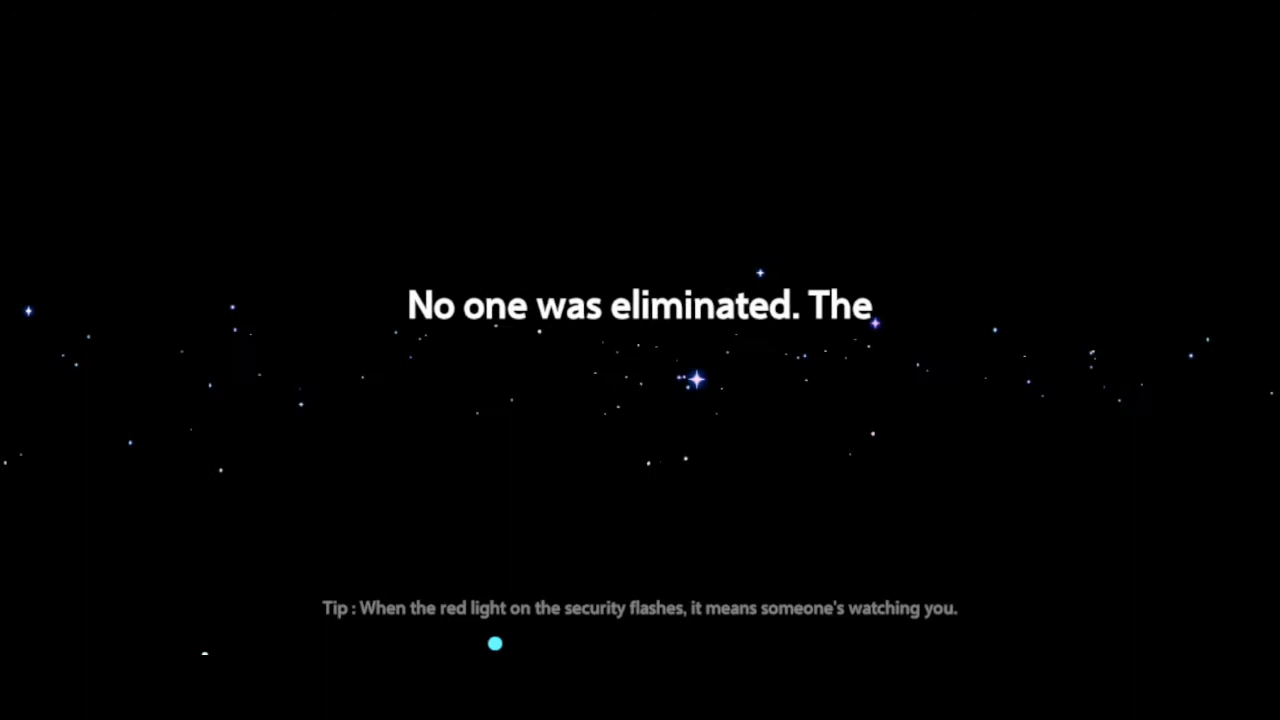 No one was eliminated. The
Tip : When the red light on the security flashes, it means someone's watching you.